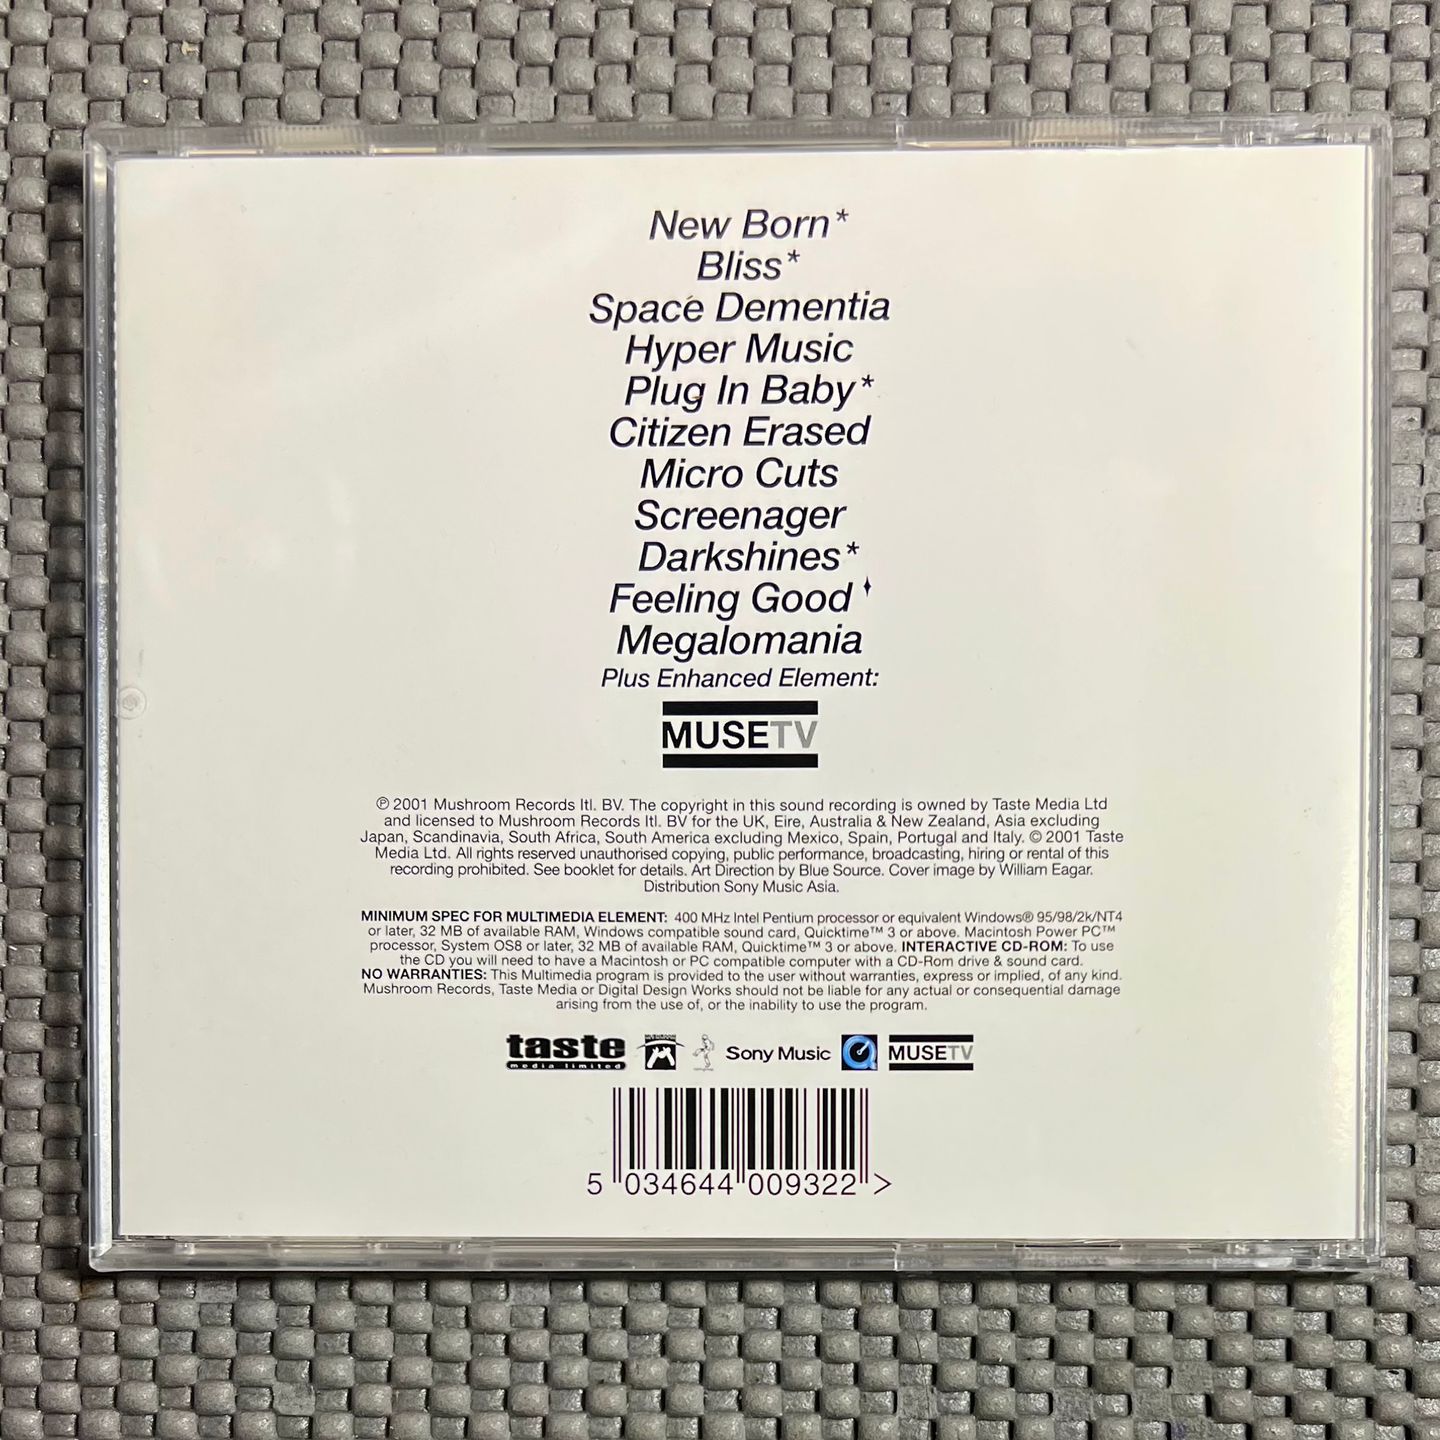 New Born*
Bliss*
Space Dementia
Hyper Music
Plug In Baby*
Citizen Erased
Micro Cuts
Screenager
Darkshines*
Feeling Good♦
Megalomania
Plus Enhanced Element:
MUSETV
℗ 2001 Mushroom Records Itl. BV. The copyright in this sound recording is owned by Taste Media Ltd
and licensed to Mushroom Records Itl. BV for the UK, Eire, Australia & New Zealand, Asia excluding
Japan, Scandinavia, South Africa, South America excluding Mexico, Spain, Portugal and Italy. © 2001 Taste
Media Ltd. All rights reserved unauthorised copying, public performance, broadcasting, hiring or rental of this
recording prohibited. See booklet for details. Art Direction by Blue Source. Cover image by William Eagar.
Distribution Sony Music Asia.
MINIMUM SPEC FOR MULTIMEDIA ELEMENT: 400 MHz Intel Pentium processor or equivalent Windows® 95/98/2k/NT4
or later, 32 MB of available RAM, Windows compatible sound card, Quicktime™ 3 or above. Macintosh Power PC™
processor, System OS8 or later, 32 MB of available RAM, Quicktime™ 3 or above. INTERACTIVE CD-ROM: To use
the CD you will need to have a Macintosh or PC compatible computer with a CD-Rom drive & sound card.
NO WARRANTIES: This Multimedia program is provided to the user without warranties, express or implied, of any kind.
Mushroom Records, Taste Media or Digital Design Works should not be liable for any actual or consequential damage
arising from the use of, or the inability to use the program.
taste
media limited
Sony Music
MUSETV
5 034644 009322 >